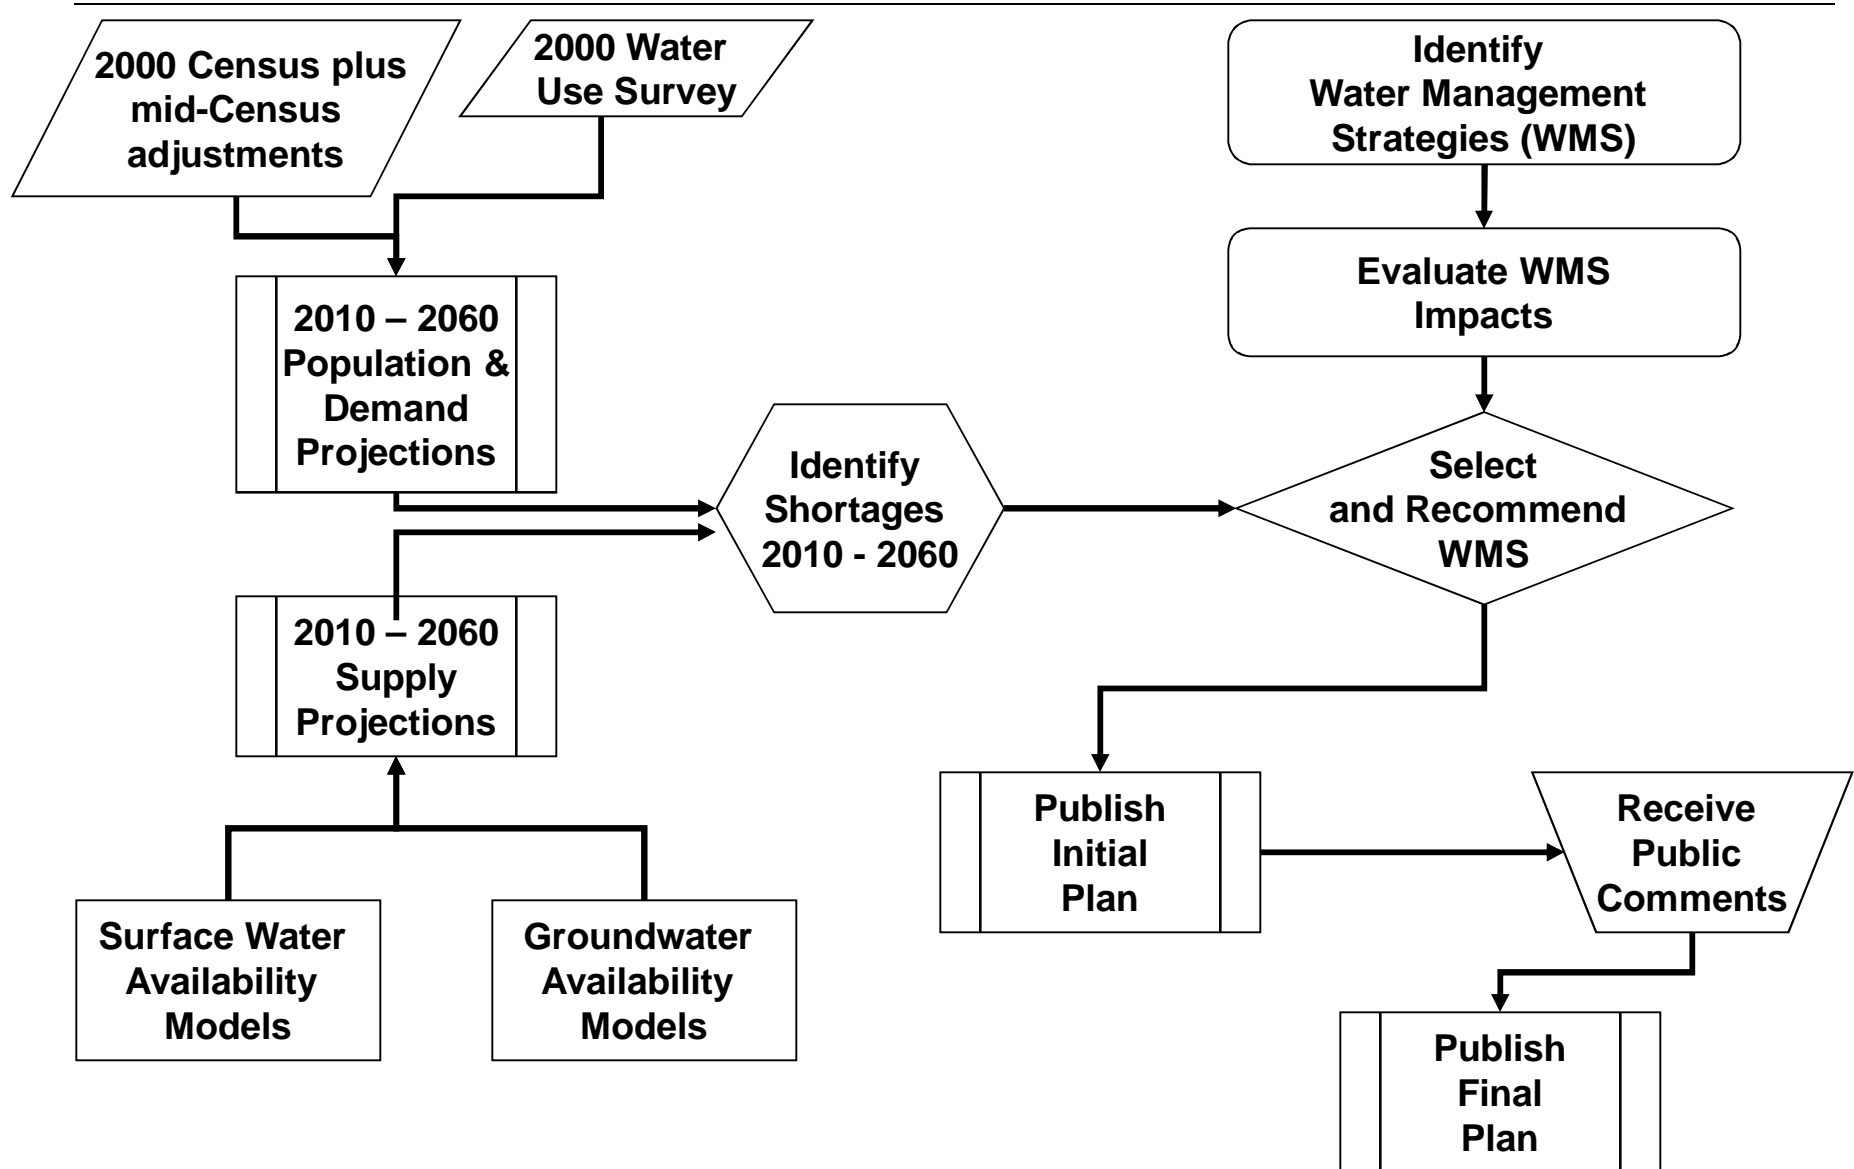 2000 Census plus
mid-Census
adjustments
2000 Water
Use Survey
Identify
Water Management
Strategies (WMS)
Evaluate WMS
Impacts
2010 – 2060
Population &
Demand
Projections
Identify
Shortages
2010 - 2060
Select
and Recommend
WMS
2010 – 2060
Supply
Projections
Surface Water
Availability
Models
Groundwater
Availability
Models
Publish
Initial
Plan
Receive
Public
Comments
Publish
Final
Plan